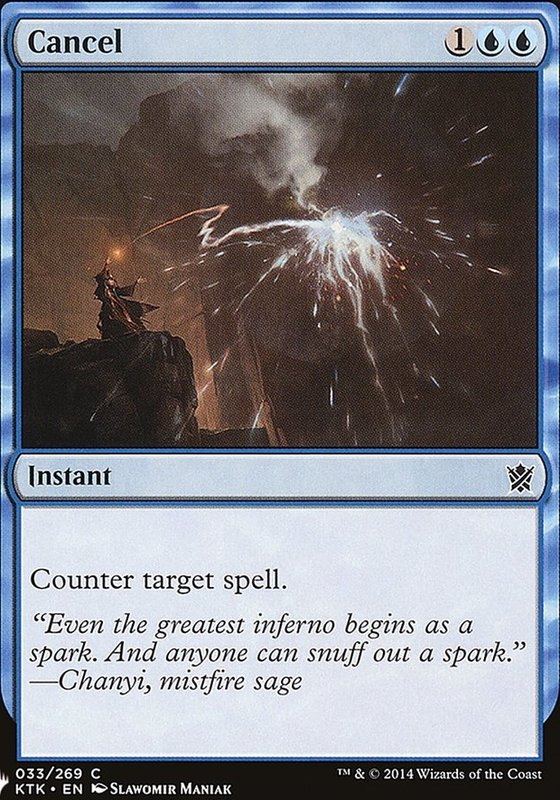 Cancel 1
Instant
Counter target spell.
“Even the greatest inferno begins as a
spark. And anyone can snuff out a spark.”
—Chanyi, mistfire sage
033/269 C
KTK • EN Slawomir Maniak
™ & © 2014 Wizards of the Coast